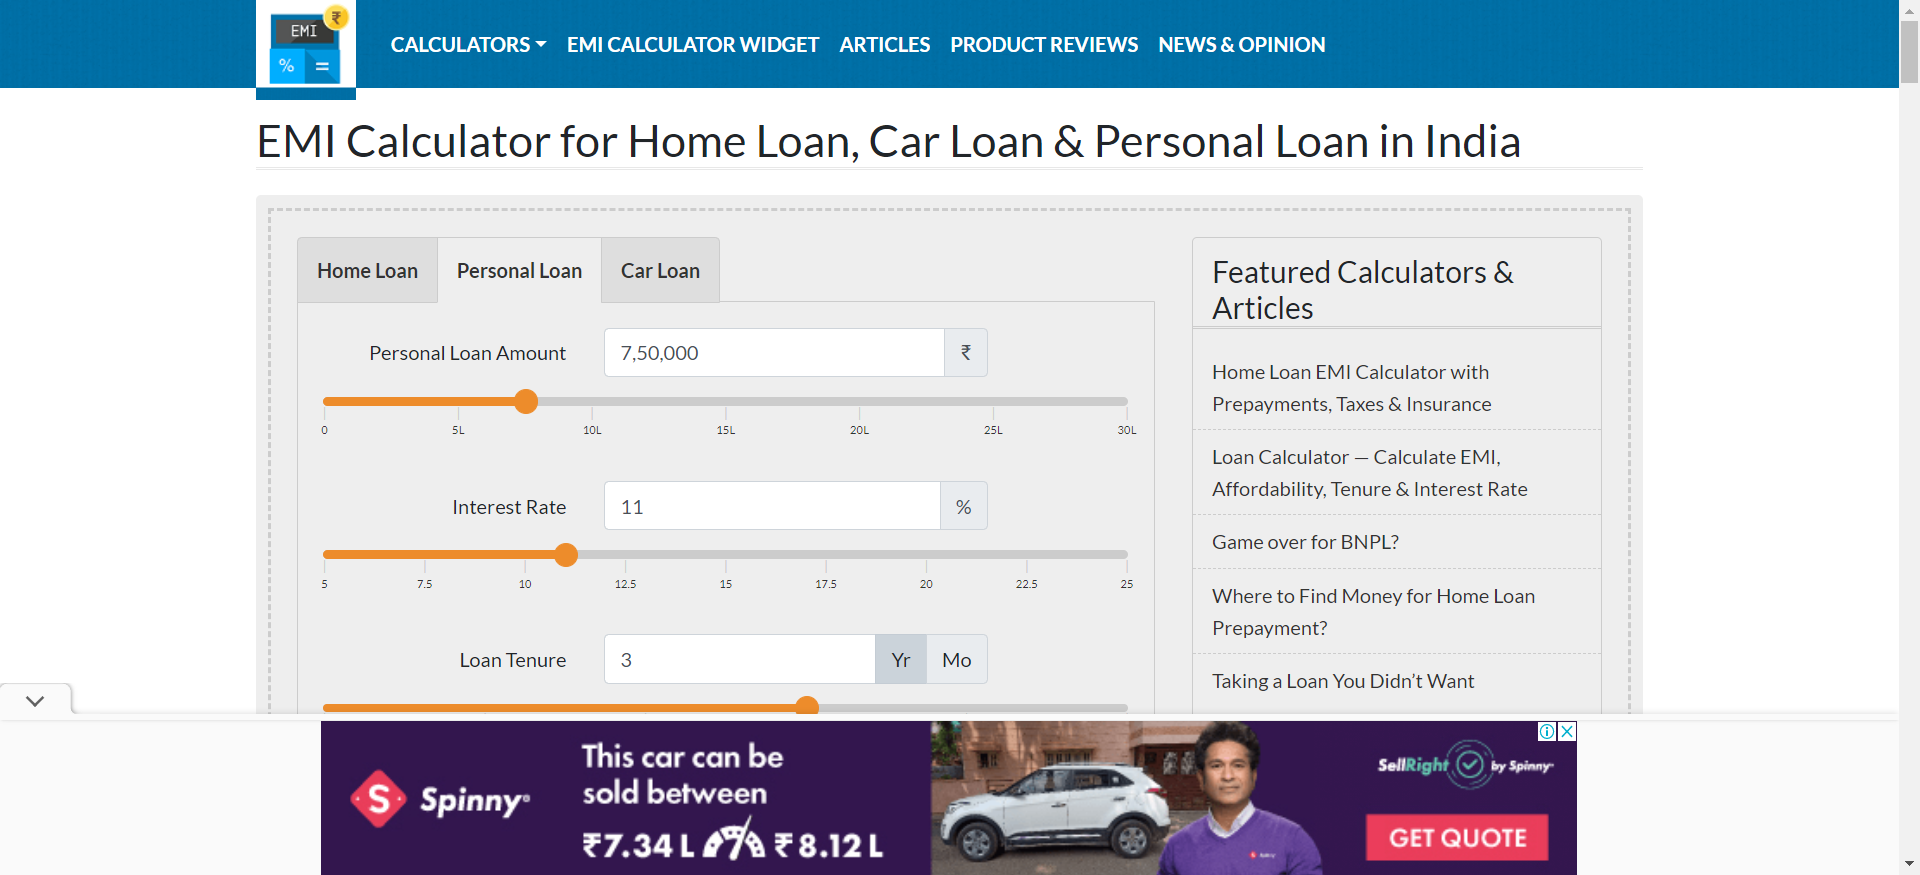 EMI
₹
%
=
CALCULATORS
EMI CALCULATOR WIDGET
ARTICLES
PRODUCT REVIEWS
NEWS & OPINION
EMI Calculator for Home Loan, Car Loan & Personal Loan in India
Home Loan
Personal Loan
Car Loan
Personal Loan Amount
7,50,000
₹
0
5L
10L
15L
20L
25L
30L
Interest Rate
11
%
5
7.5
10
12.5
15
17.5
20
22.5
25
Loan Tenure
3
Yr
Mo
Featured Calculators &
Articles
Home Loan EMI Calculator with
Prepayments, Taxes & Insurance
Loan Calculator — Calculate EMI,
Affordability, Tenure & Interest Rate
Game over for BNPL?
Where to Find Money for Home Loan
Prepayment?
Taking a Loan You Didn’t Want
S
Spinny®
This car can be
sold between
₹7.34 L
₹8.12 L
SellRight
by Spinny
GET QUOTE